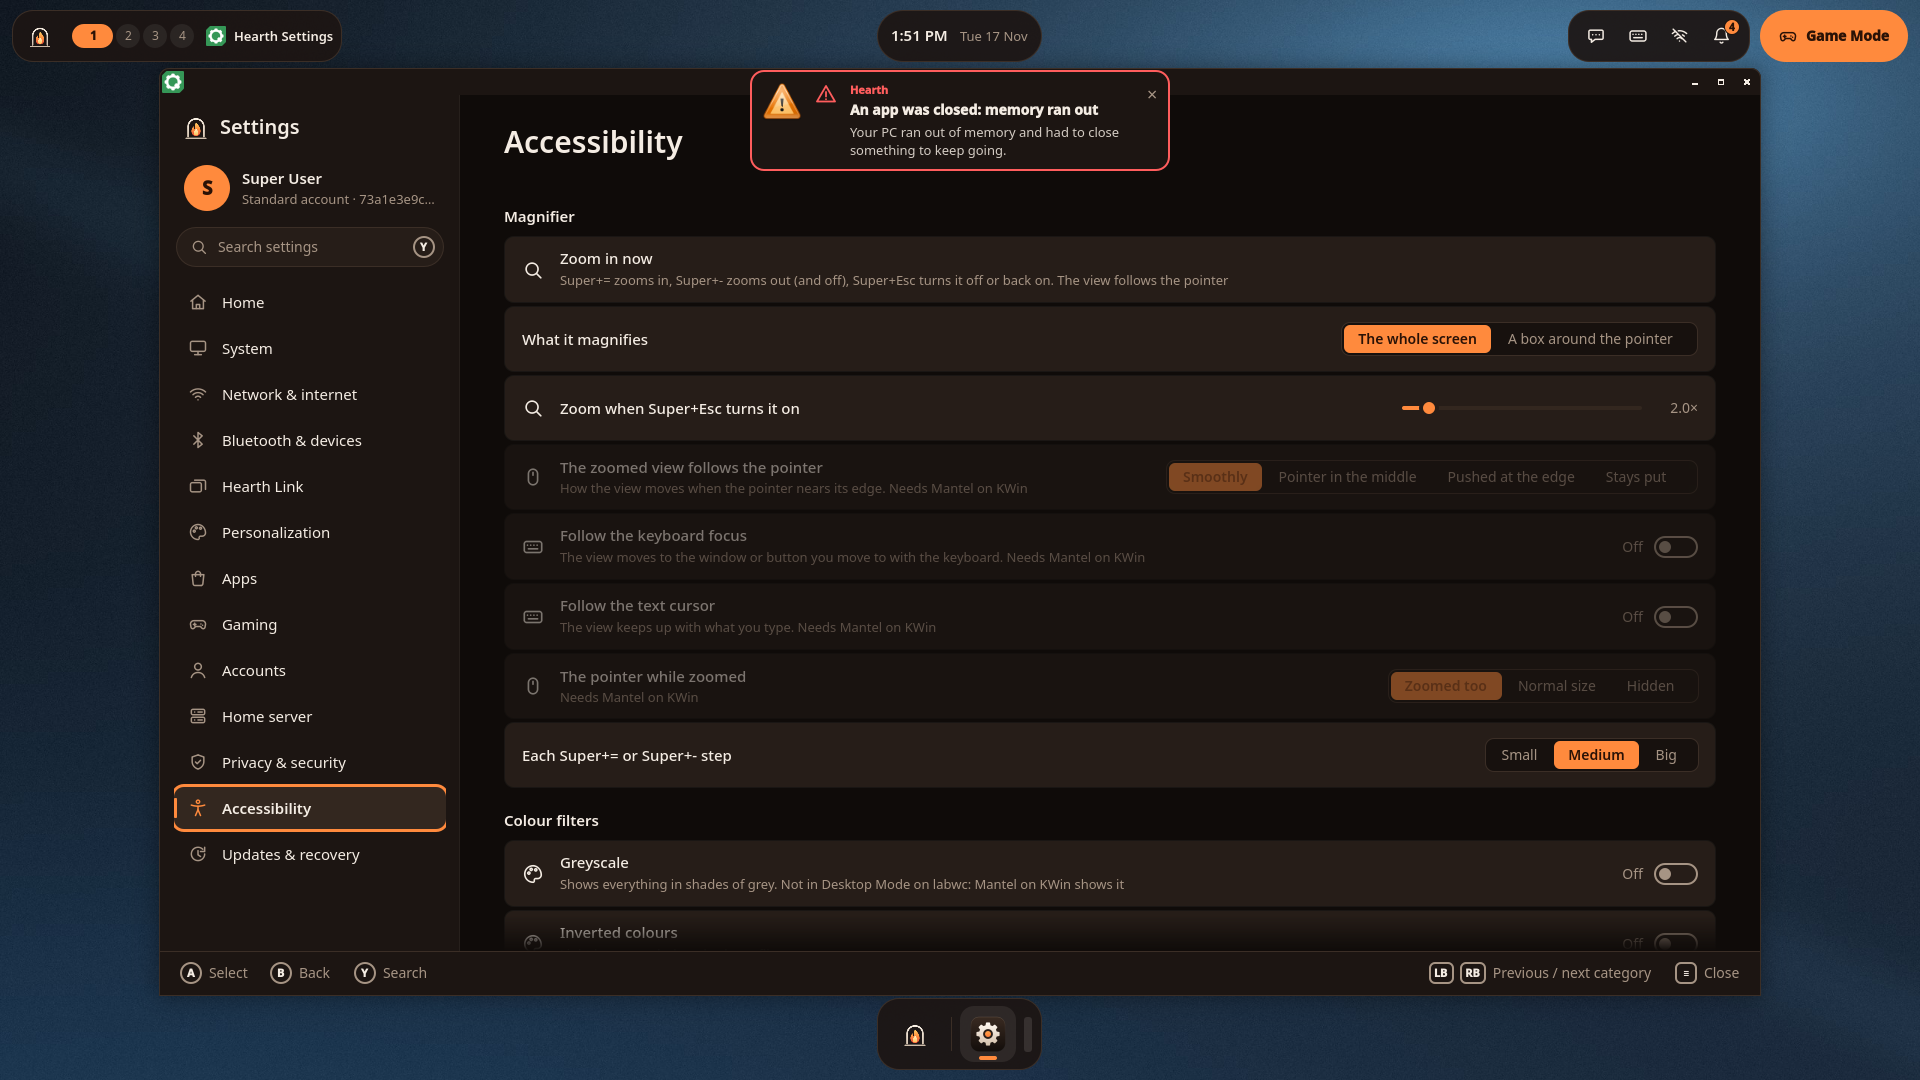 1 2 3 4 Hearth Settings
1:51 PM Tue 17 Nov
4
Game Mode
Hearth
An app was closed: memory ran out
Your PC ran out of memory and had to close
something to keep going.
Settings
S
Super User
Standard account · 73a1e3e9c...
Search settings Y
Home
System
Network & internet
Bluetooth & devices
Hearth Link
Personalization
Apps
Gaming
Accounts
Home server
Privacy & security
Accessibility
Updates & recovery
Accessibility
Magnifier
Zoom in now
Super+= zooms in, Super+- zooms out (and off), Super+Esc turns it off or back on. The view follows the pointer
What it magnifies The whole screen A box around the pointer
Zoom when Super+Esc turns it on 2.0×
The zoomed view follows the pointer
How the view moves when the pointer nears its edge. Needs Mantel on KWin
Smoothly Pointer in the middle Pushed at the edge Stays put
Follow the keyboard focus
The view moves to the window or button you move to with the keyboard. Needs Mantel on KWin
Off
Follow the text cursor
The view keeps up with what you type. Needs Mantel on KWin
Off
The pointer while zoomed
Needs Mantel on KWin
Zoomed too Normal size Hidden
Each Super+= or Super+- step Small Medium Big
Colour filters
Greyscale
Shows everything in shades of grey. Not in Desktop Mode on labwc: Mantel on KWin shows it
Off
Inverted colours
Off
A Select B Back Y Search
LB RB Previous / next category Close